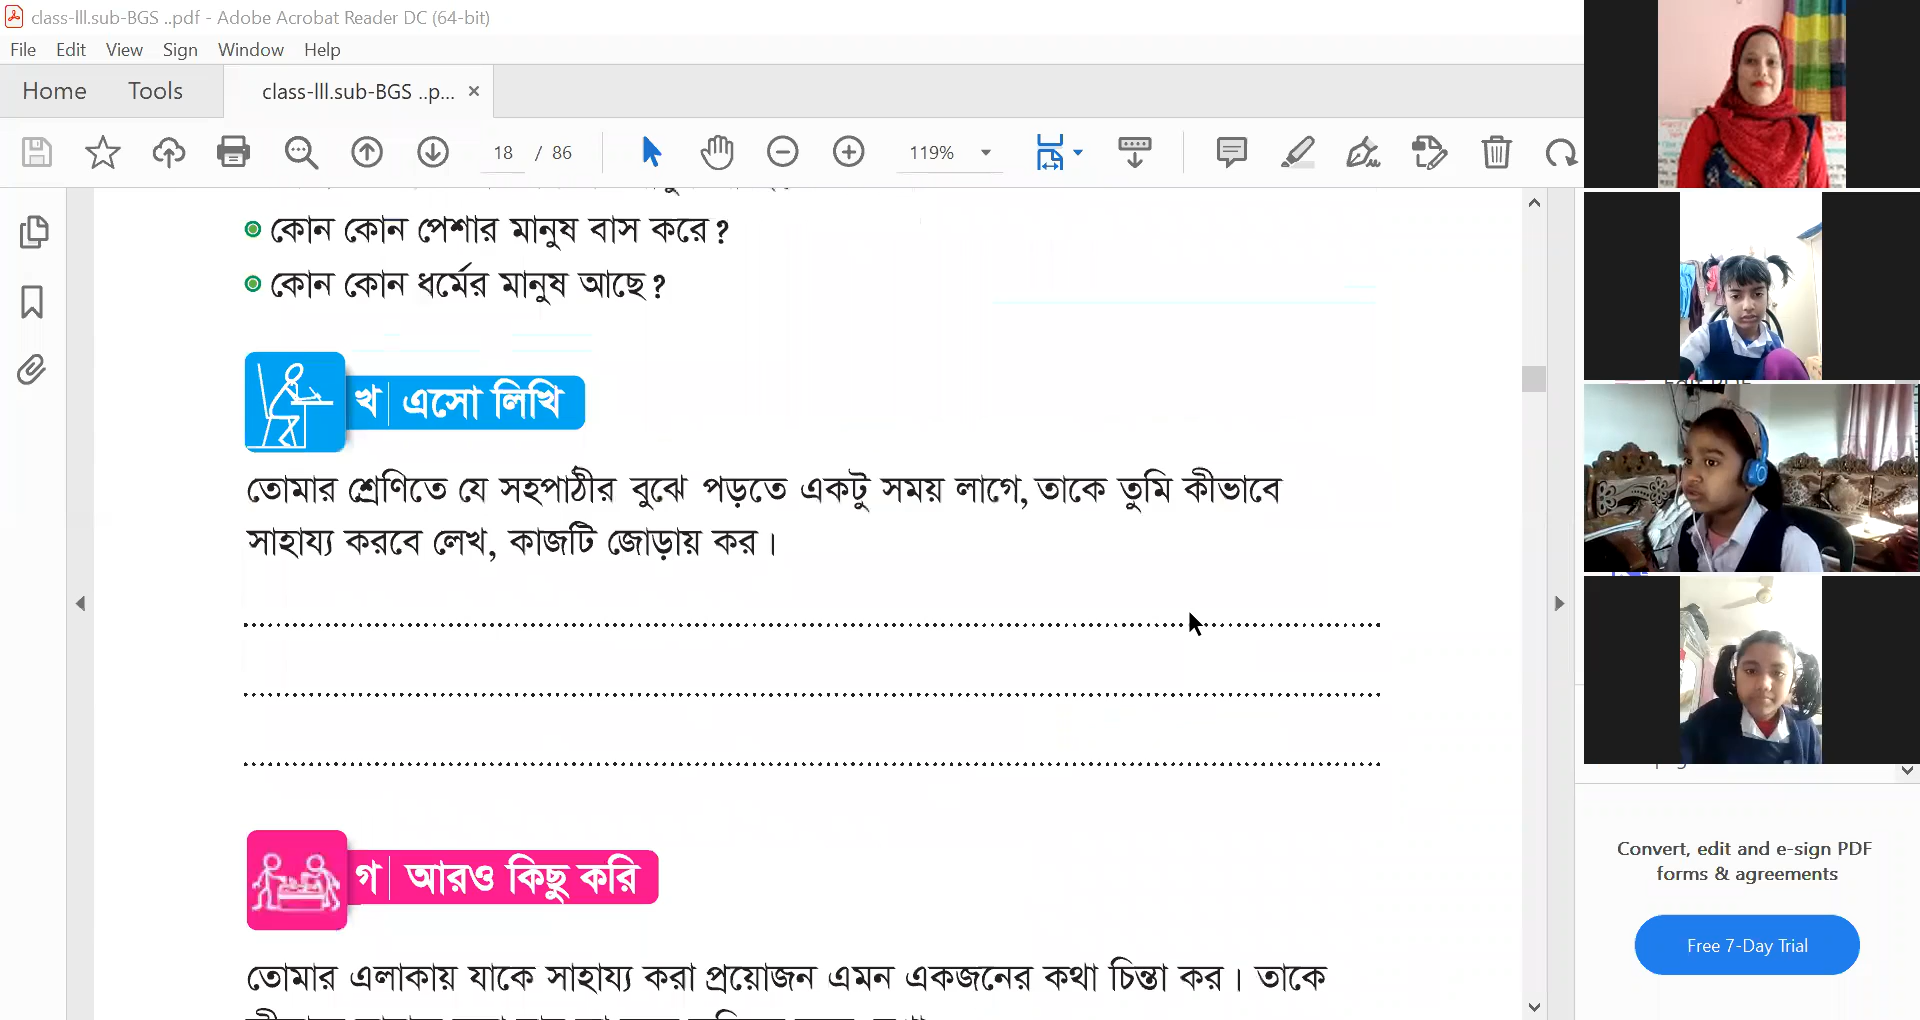 class-III.sub-BGS ..pdf - Adobe Acrobat Reader DC (64-bit)
File Edit View Sign Window Help
Home Tools class-III.sub-BGS ..p... ×
18 / 86 119%
কোন কোন পেশার মানুষ বাস করে?
কোন কোন ধর্মের মানুষ আছে?
খ এসো লিখি
তোমার শ্রেণিতে যে সহপাঠীর বুঝে পড়তে একটু সময় লাগে, তাকে তুমি কীভাবে
সাহায্য করবে লেখ, কাজটি জোড়ায় কর।
গ আরও কিছু করি
তোমার এলাকায় যাকে সাহায্য করা প্রয়োজন এমন একজনের কথা চিন্তা কর। তাকে
Convert, edit and e-sign PDF
forms & agreements
Free 7-Day Trial